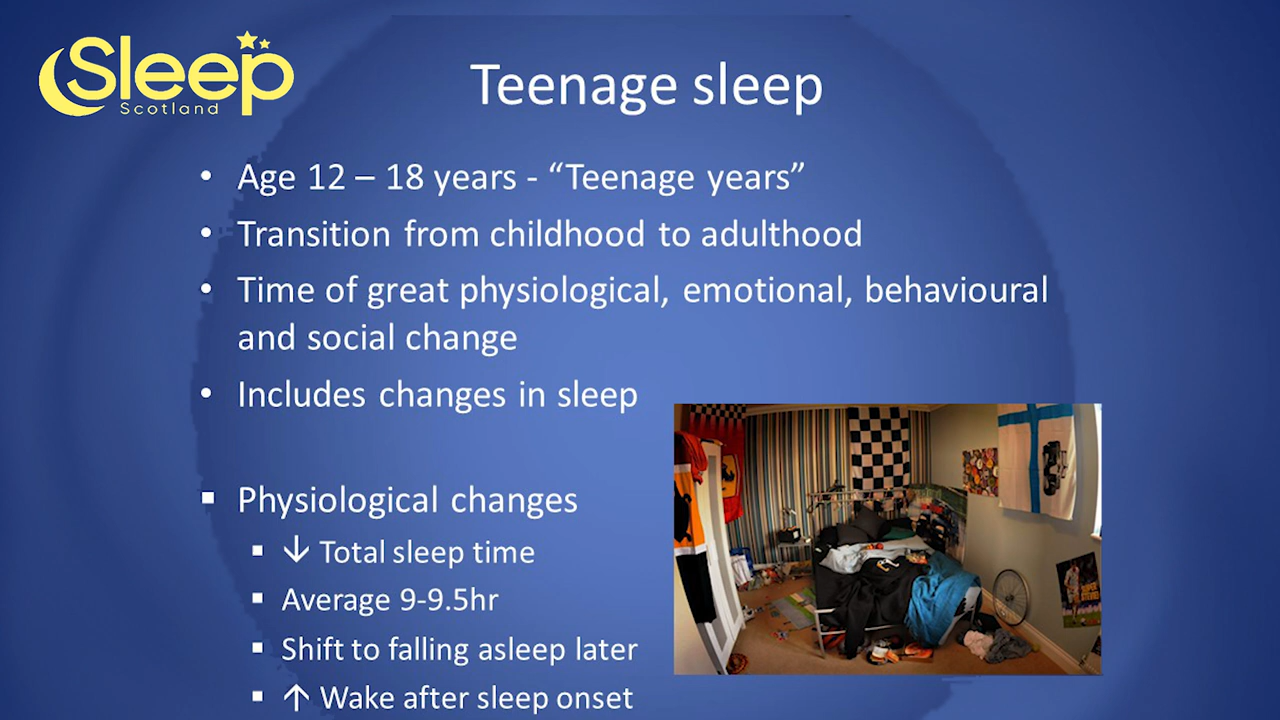 Sleep
Scotland
Teenage sleep
• Age 12 – 18 years - “Teenage years”
• Transition from childhood to adulthood
• Time of great physiological, emotional, behavioural
and social change
• Includes changes in sleep
▪ Physiological changes
▪ ↓ Total sleep time
▪ Average 9-9.5hr
▪ Shift to falling asleep later
▪ ↑ Wake after sleep onset